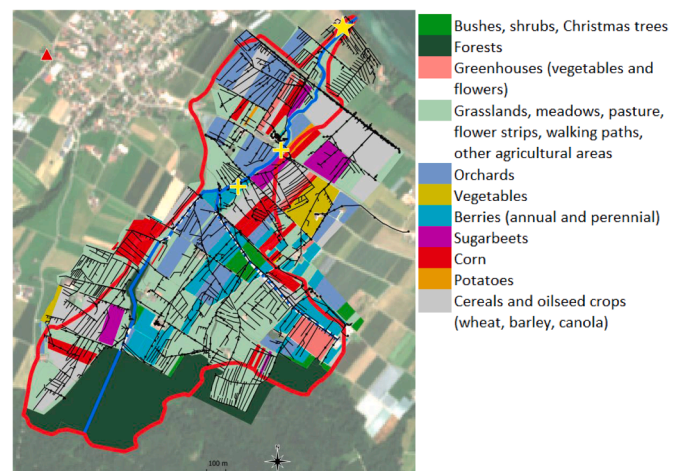 Bushes, shrubs, Christmas trees
Forests
Greenhouses (vegetables and
flowers)
Grasslands, meadows, pasture,
flower strips, walking paths,
other agricultural areas
Orchards
Vegetables
Berries (annual and perennial)
Sugarbeets
Corn
Potatoes
Cereals and oilseed crops
(wheat, barley, canola)
100 m